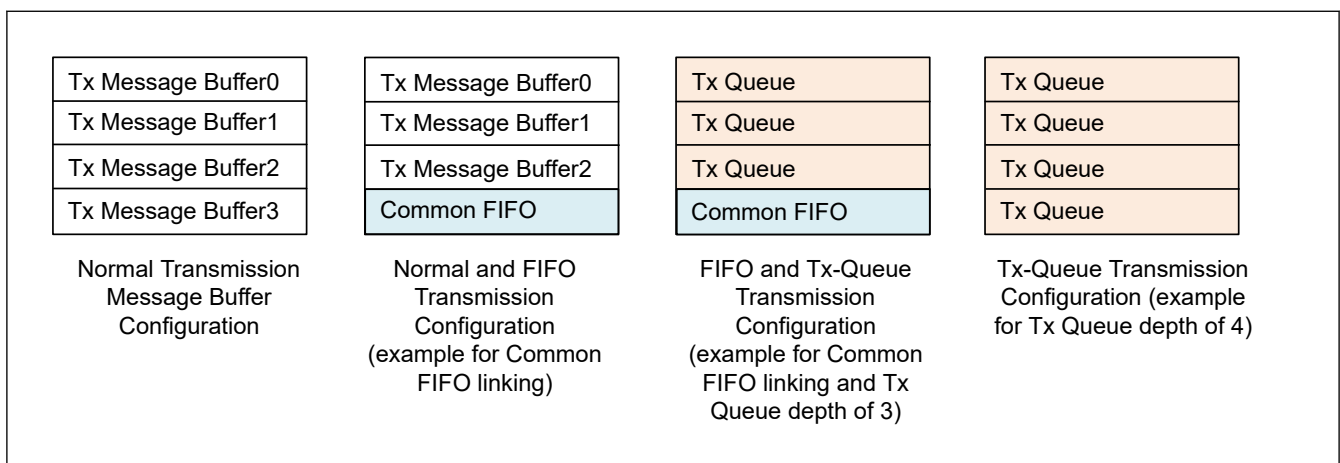 Tx Message Buffer0
Tx Message Buffer1
Tx Message Buffer2
Tx Message Buffer3
Normal Transmission
Message Buffer
Configuration
Tx Message Buffer0
Tx Message Buffer1
Tx Message Buffer2
Common FIFO
Normal and FIFO
Transmission
Configuration
(example for Common
FIFO linking)
Tx Queue
Tx Queue
Tx Queue
Common FIFO
FIFO and Tx-Queue
Transmission
Configuration
(example for Common
FIFO linking and Tx
Queue depth of 3)
Tx Queue
Tx Queue
Tx Queue
Tx Queue
Tx-Queue Transmission
Configuration (example
for Tx Queue depth of 4)